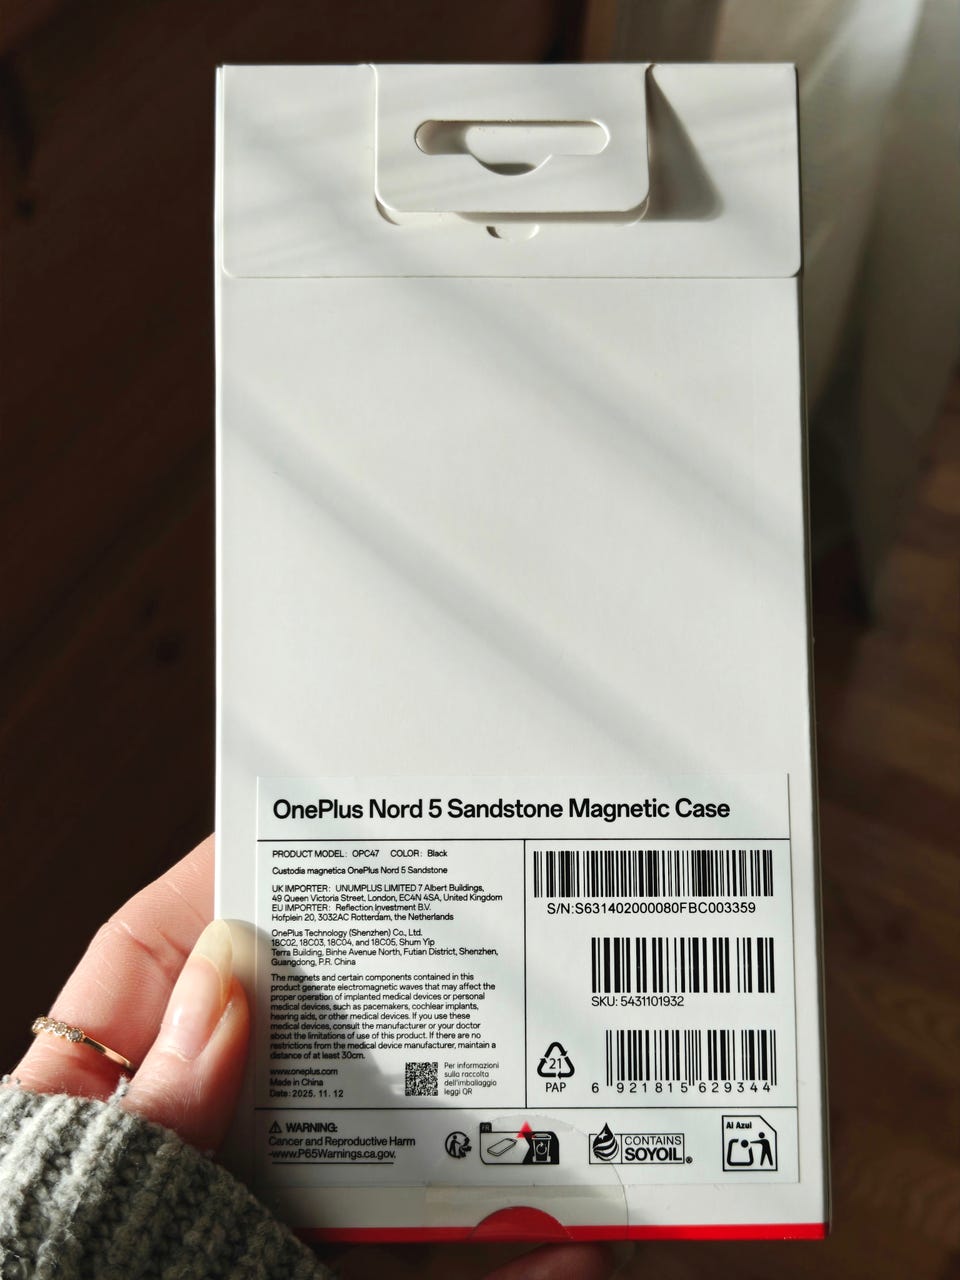 OnePlus Nord 5 Sandstone Magnetic Case
PRODUCT MODEL: OPC47 COLOR: Black
Custodia magnetica OnePlus Nord 5 Sandstone
UK IMPORTER: UNUMPLUS LIMITED 7 Albert Buildings,
49 Queen Victoria Street, London, EC4N 4SA, United Kingdom
EU IMPORTER: Reflection Investment B.V.
Hofplein 20, 3032AC Rotterdam, the Netherlands
OnePlus Technology (Shenzhen) Co., Ltd.
18C02, 18C03, 18C04, and 18C05, Shum Yip
Terra Building, Binhe Avenue North, Futian District, Shenzhen,
Guangdong, P.R. China
The magnets and certain components contained in this
product generate electromagnetic waves that may affect the
proper operation of implanted medical devices or personal
medical devices, such as pacemakers, cochlear implants,
hearing aids, or other medical devices. If you use these
medical devices, consult the manufacturer or your doctor
about the limitations of use of this product. If there are no
restrictions from the medical device manufacturer, maintain a
distance of at least 30cm.
www.oneplus.com
Made in China
Date: 2025. 11. 12
Per informazioni
sulla raccolta
dell'imballaggio
leggi QR
S/N:S631402000080FBC003359
SKU: 5431101932
21
PAP
6 921815 629344
WARNING:
Cancer and Reproductive Harm
-www.P65Warnings.ca.gov.
FR
CONTAINS
SOYOIL®
Al Azul